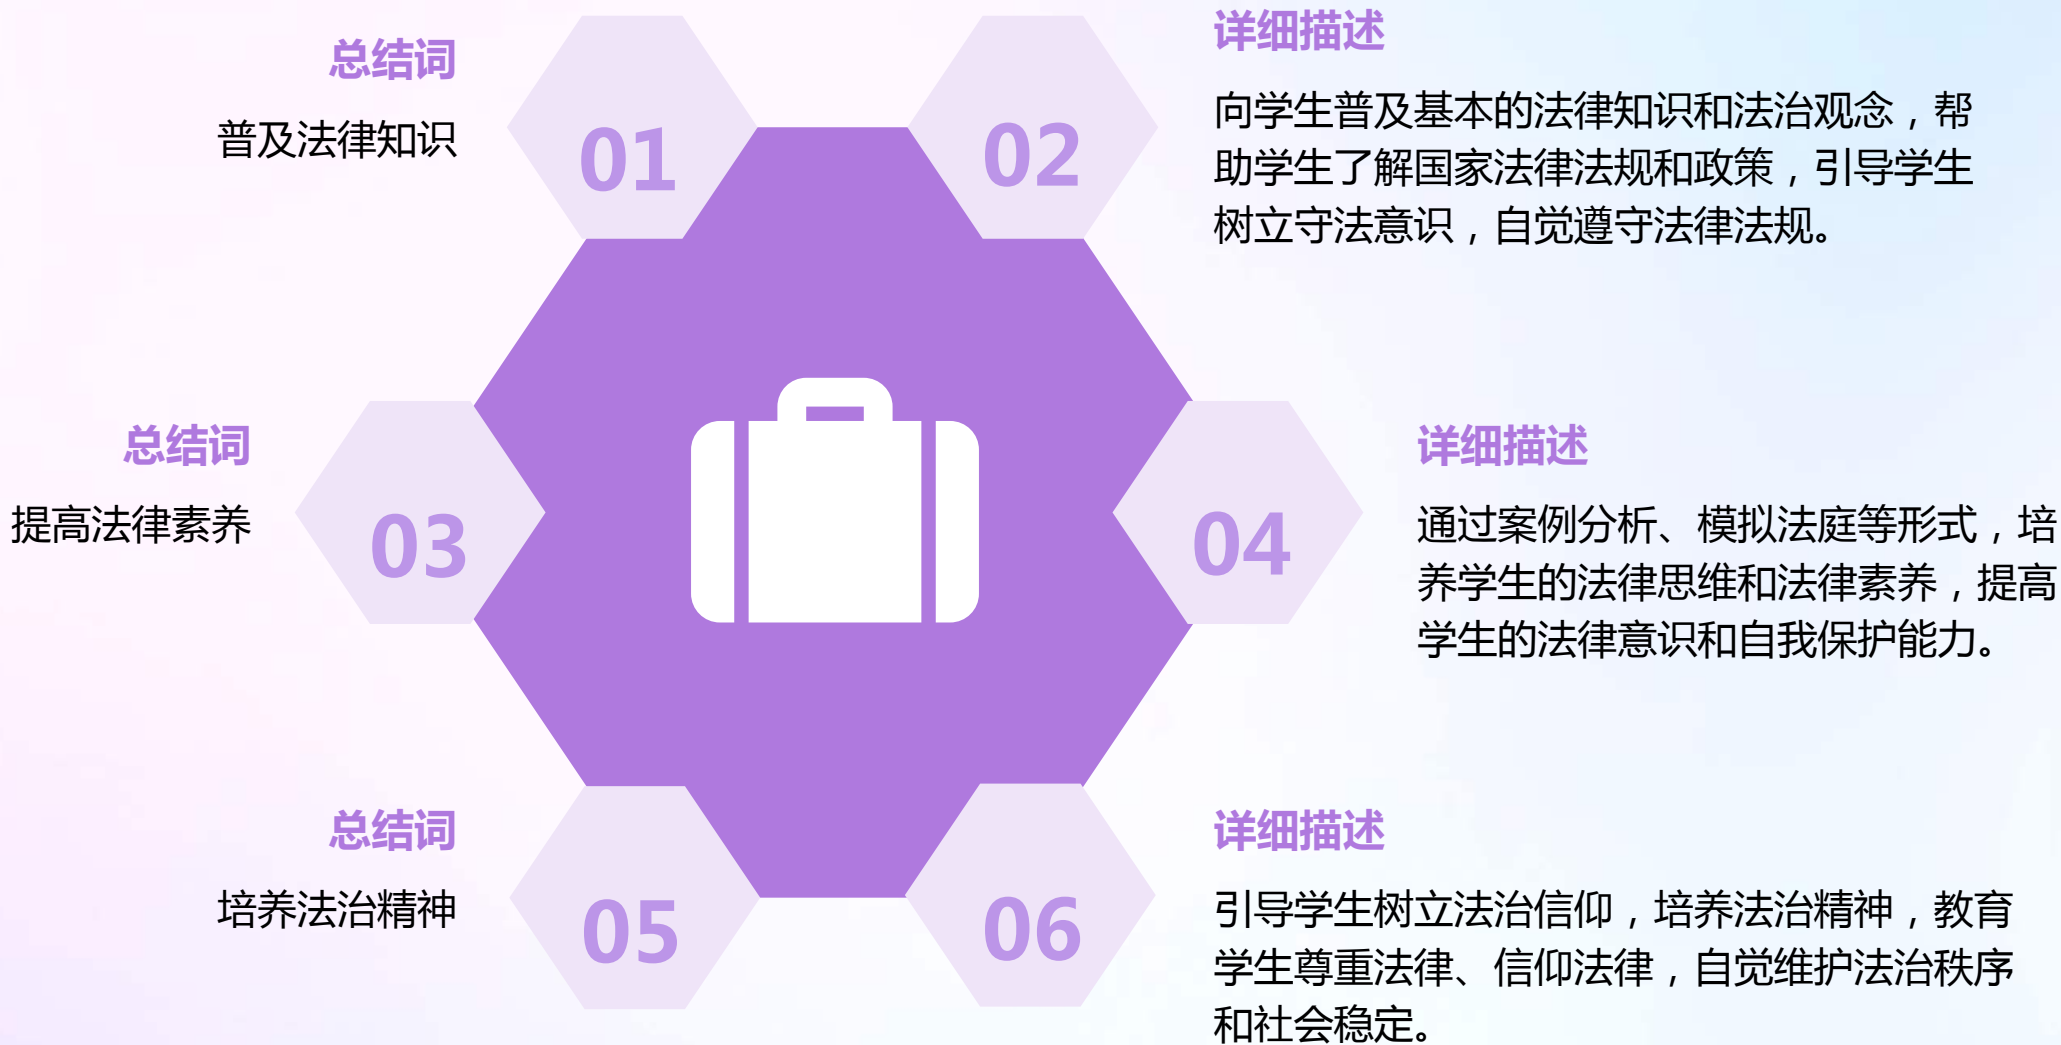 总结词
普及法律知识
01
02
详细描述
向学生普及基本的法律知识和法治观念，帮
助学生了解国家法律法规和政策，引导学生
树立守法意识，自觉遵守法律法规。
总结词
提高法律素养
03
04
详细描述
通过案例分析、模拟法庭等形式，培
养学生的法律思维和法律素养，提高
学生的法律意识和自我保护能力。
总结词
培养法治精神
05
06
详细描述
引导学生树立法治信仰，培养法治精神，教育
学生尊重法律、信仰法律，自觉维护法治秩序
和社会稳定。